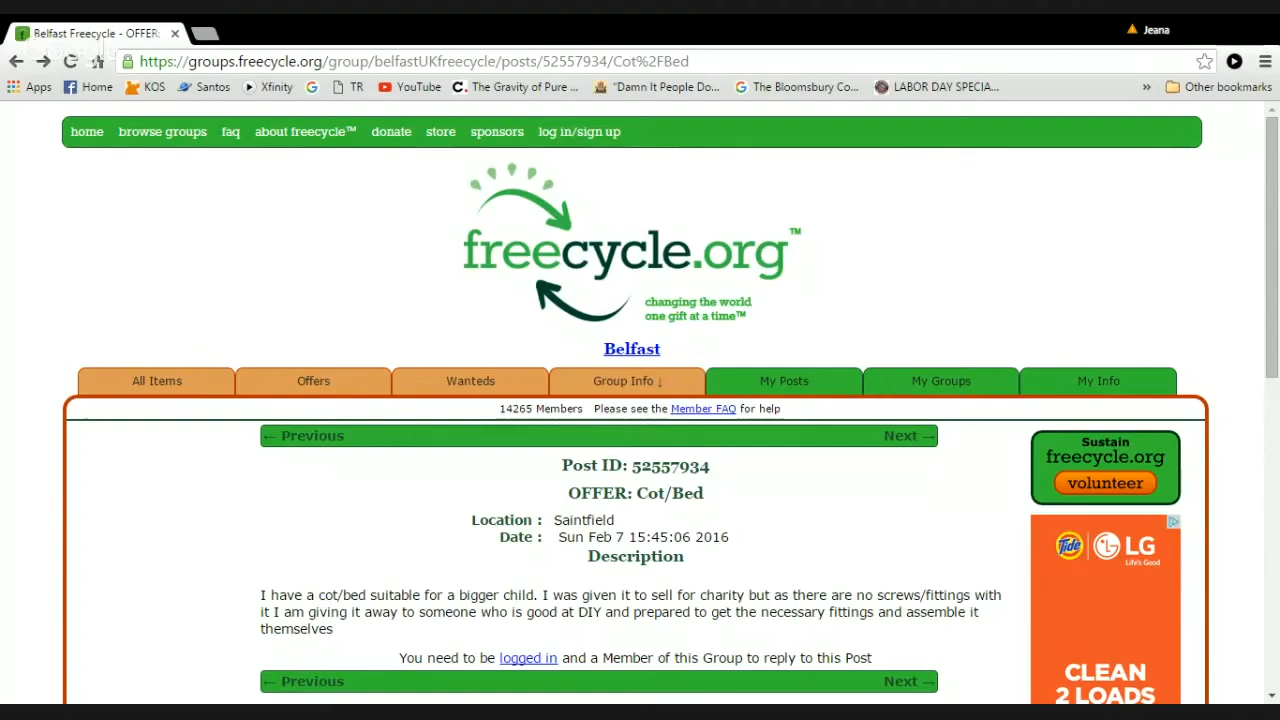 Belfast Freecycle - OFFER:
Jeana
https://groups.freecycle.org/group/belfastUKfreecycle/posts/52557934/Cot%2FBed
Apps Home KOS Santos Xfinity TR YouTube The Gravity of Pure ... "Damn It People Do... The Bloomsbury Co... LABOR DAY SPECIA... » Other bookmarks
home browse groups faq about freecycle™ donate store sponsors log in/sign up
freecycle.org™
changing the world
one gift at a time™
Belfast
All Items Offers Wanteds Group Info ↓ My Posts My Groups My Info
14265 Members Please see the Member FAQ for help
← Previous Next →
Post ID: 52557934
OFFER: Cot/Bed
Location : Saintfield
Date : Sun Feb 7 15:45:06 2016
Description
I have a cot/bed suitable for a bigger child. I was given it to sell for charity but as there are no screws/fittings with
it I am giving it away to someone who is good at DIY and prepared to get the necessary fittings and assemble it
themselves
You need to be logged in and a Member of this Group to reply to this Post
← Previous Next →
Sustain
freecycle.org
volunteer
Tide LG
Life's Good
CLEAN
2 LOADS